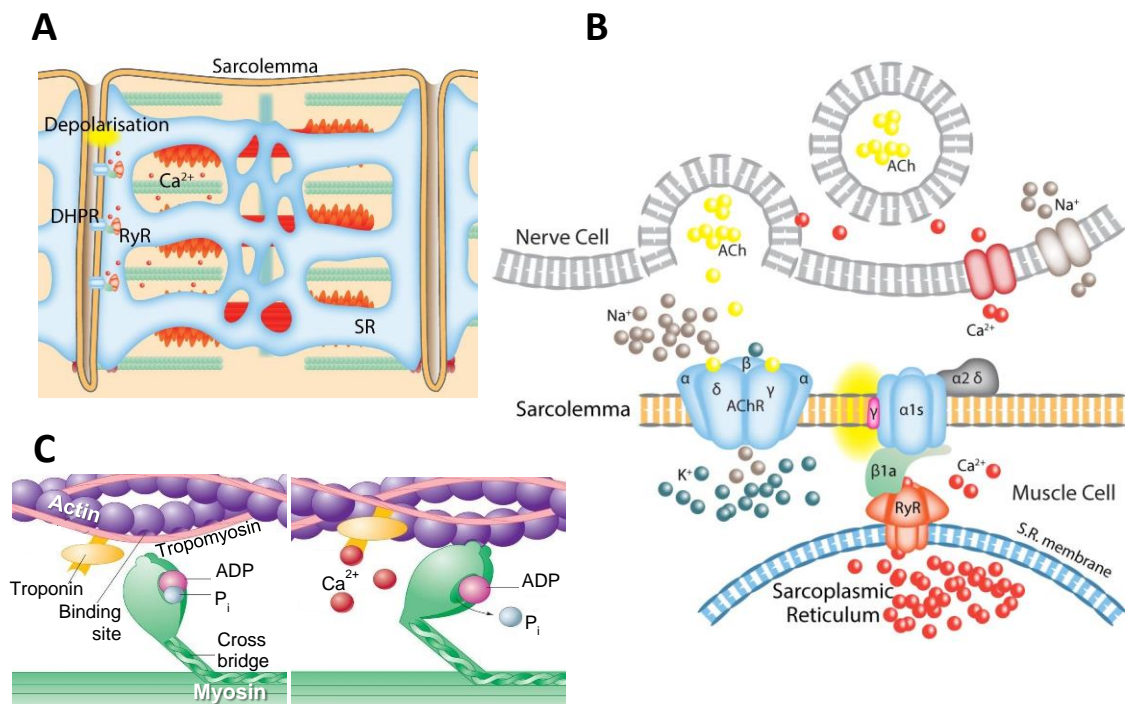 A
Sarcolemma
Depolarisation
Ca²⁺
DHPR
RyR
SR
B
ACh
Na⁺
Nerve Cell
ACh
Ca²⁺
Na⁺
α
β
α
δ
γ
AChR
Sarcolemma
γ
α1s
α2 δ
β1a
Ca²⁺
K⁺
Muscle Cell
RyR
S.R. membrane
Sarcoplasmic
Reticulum
C
Actin
Tropomyosin
Troponin
Binding
site
ADP
Pi
Cross
bridge
Myosin
Ca²⁺
ADP
Pi